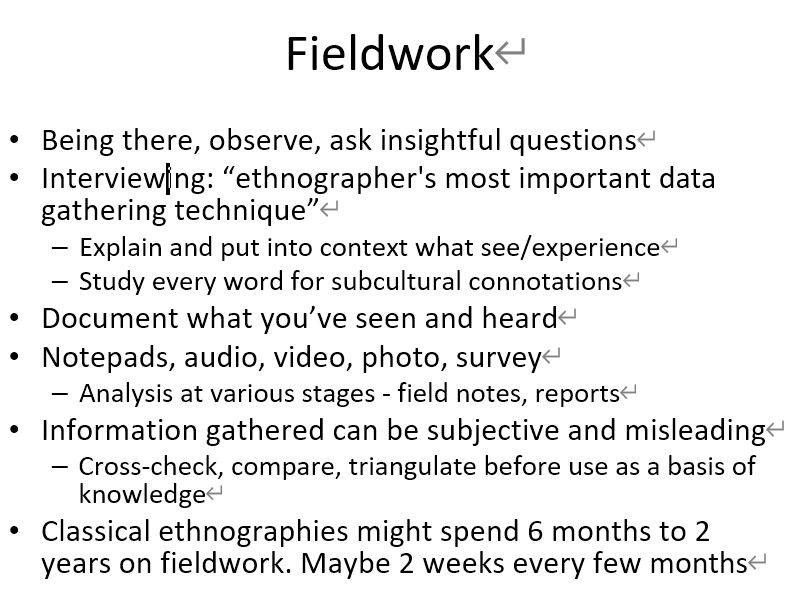 Fieldwork↵
• Being there, observe, ask insightful questions↵
• Interviewing: “ethnographer's most important data
gathering technique”↵
– Explain and put into context what see/experience↵
– Study every word for subcultural connotations↵
• Document what you’ve seen and heard↵
• Notepads, audio, video, photo, survey↵
– Analysis at various stages - field notes, reports↵
• Information gathered can be subjective and misleading↵
– Cross-check, compare, triangulate before use as a basis of
knowledge↵
• Classical ethnographies might spend 6 months to 2
years on fieldwork. Maybe 2 weeks every few months↵